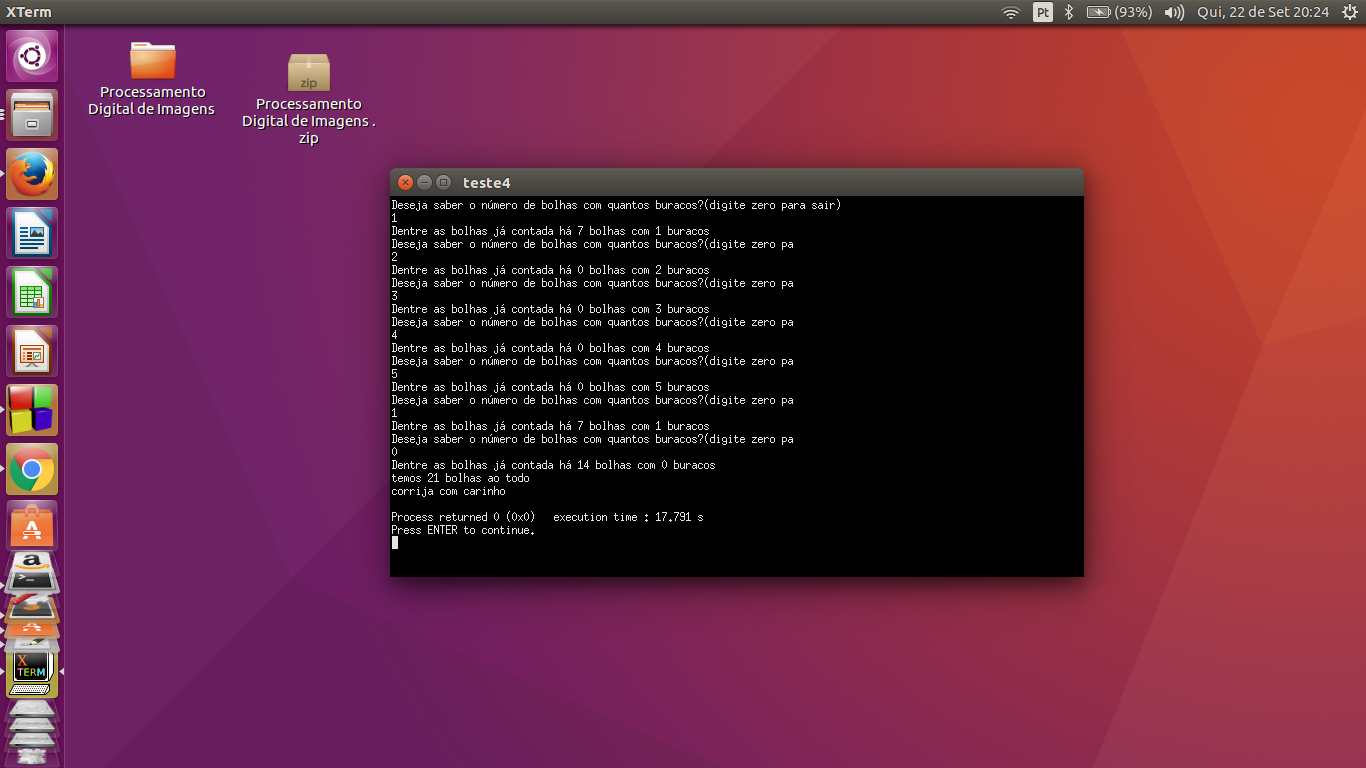 XTerm
Pt
(93%)
Qui, 22 de Set 20:24
Processamento
Digital de Imagens
zip
Processamento
Digital de Imagens .
zip
teste4
Deseja saber o número de bolhas com quantos buracos?(digite zero para sair)
1
Dentre as bolhas já contada há 7 bolhas com 1 buracos
Deseja saber o número de bolhas com quantos buracos?(digite zero pa
2
Dentre as bolhas já contada há 0 bolhas com 2 buracos
Deseja saber o número de bolhas com quantos buracos?(digite zero pa
3
Dentre as bolhas já contada há 0 bolhas com 3 buracos
Deseja saber o número de bolhas com quantos buracos?(digite zero pa
4
Dentre as bolhas já contada há 0 bolhas com 4 buracos
Deseja saber o número de bolhas com quantos buracos?(digite zero pa
5
Dentre as bolhas já contada há 0 bolhas com 5 buracos
Deseja saber o número de bolhas com quantos buracos?(digite zero pa
1
Dentre as bolhas já contada há 7 bolhas com 1 buracos
Deseja saber o número de bolhas com quantos buracos?(digite zero pa
0
Dentre as bolhas já contada há 14 bolhas com 0 buracos
temos 21 bolhas ao todo
corrija com carinho
Process returned 0 (0x0)   execution time : 17.791 s
Press ENTER to continue.
X
TERM